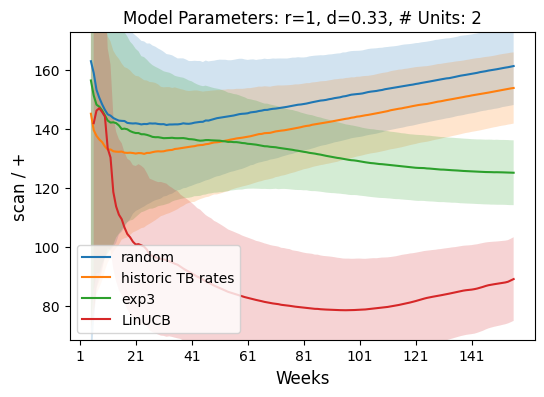 Model Parameters: r=1, d=0.33, # Units: 2
scan / +
160
140
120
100
80
random
historic TB rates
exp3
LinUCB
1 21 41 61 81 101 121 141
Weeks